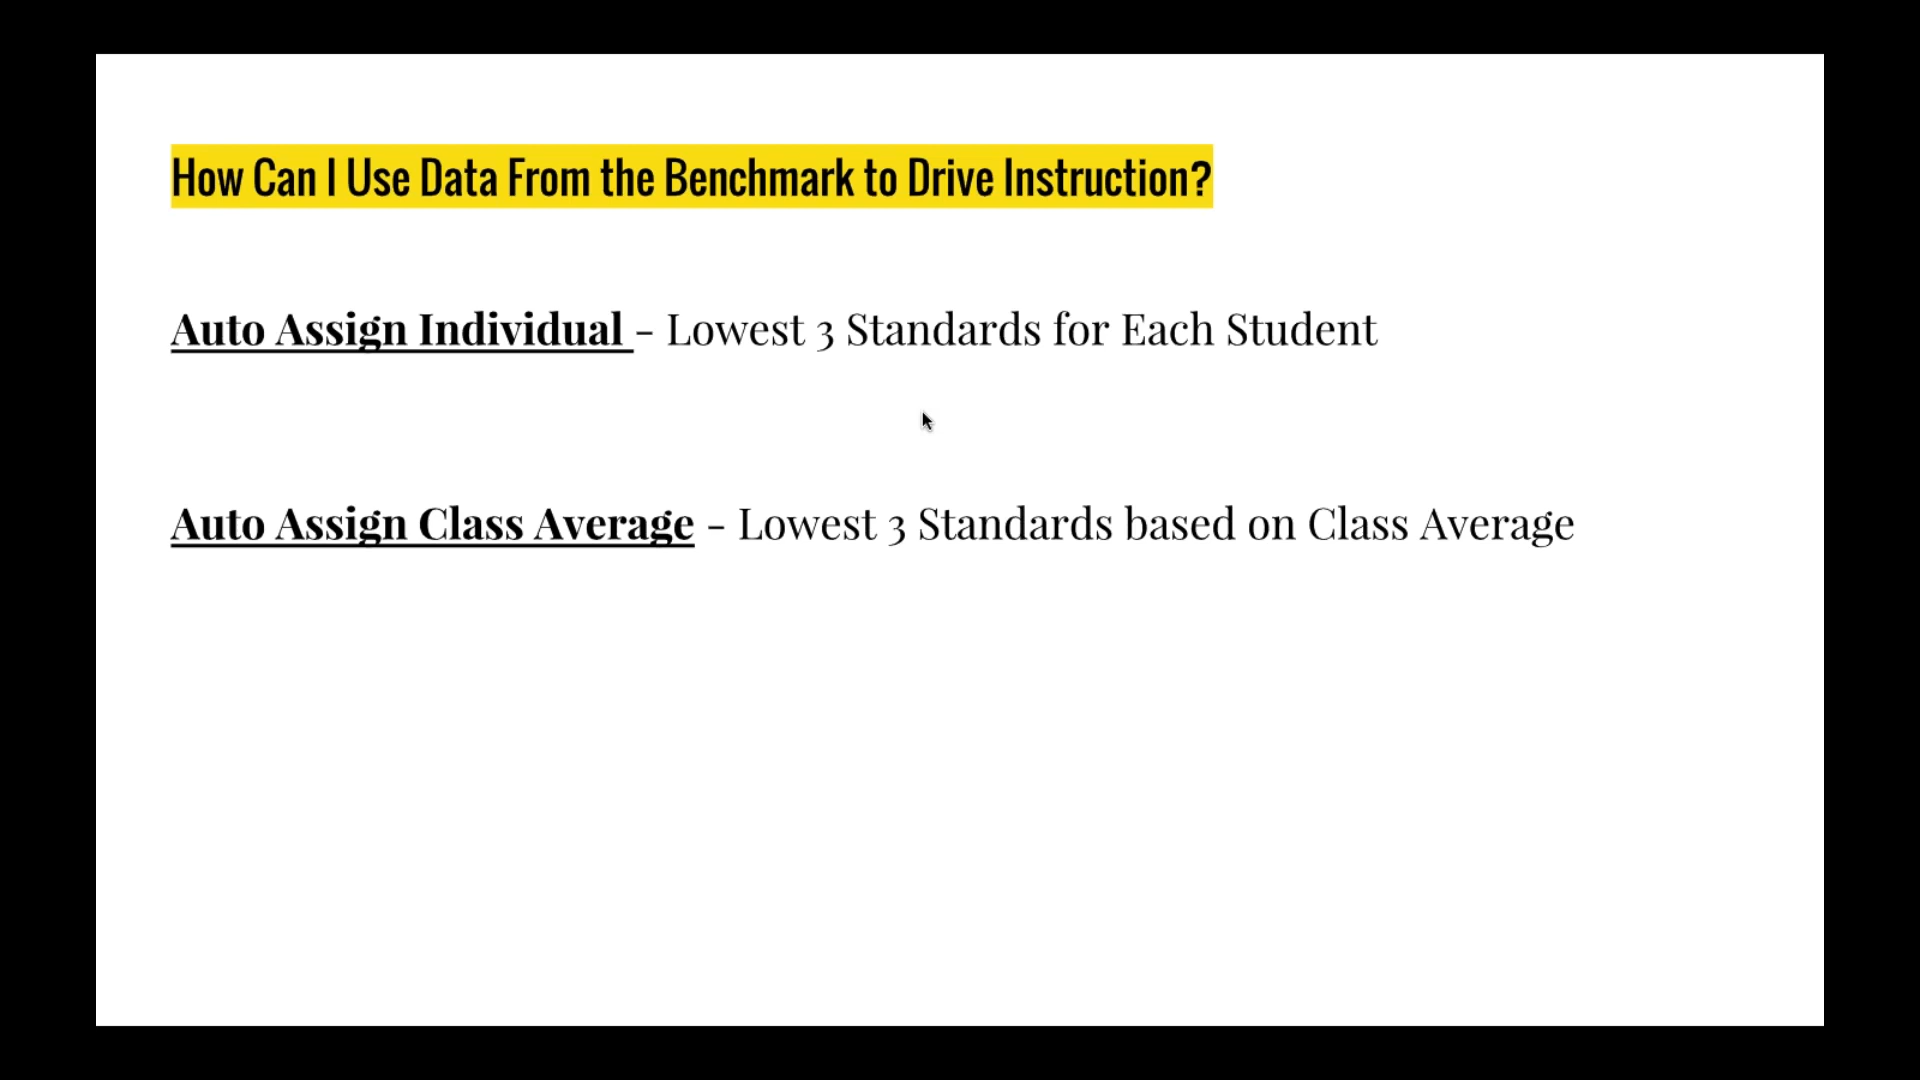 How Can I Use Data From the Benchmark to Drive Instruction?
Auto Assign Individual - Lowest 3 Standards for Each Student
Auto Assign Class Average - Lowest 3 Standards based on Class Average